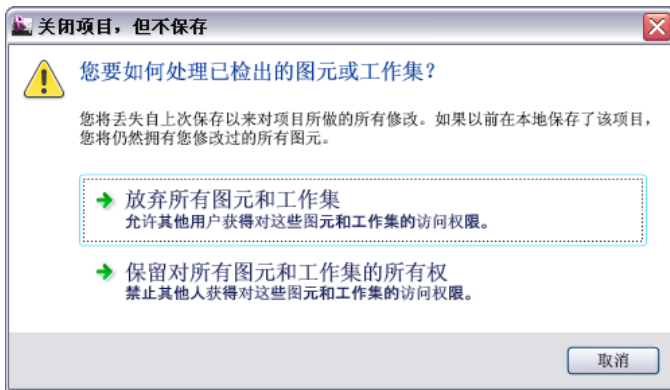 关闭项目，但不保存
您要如何处理已检出的图元或工作集？
您将丢失自上次保存以来对项目所做的所有修改。如果以前在本地保存了该项目，
您将仍然拥有您修改过的所有图元。
放弃所有图元和工作集
允许其他用户获得对这些图元和工作集的访问权限。
保留对所有图元和工作集的所有权
禁止其他人获得对这些图元和工作集的访问权限。
取消